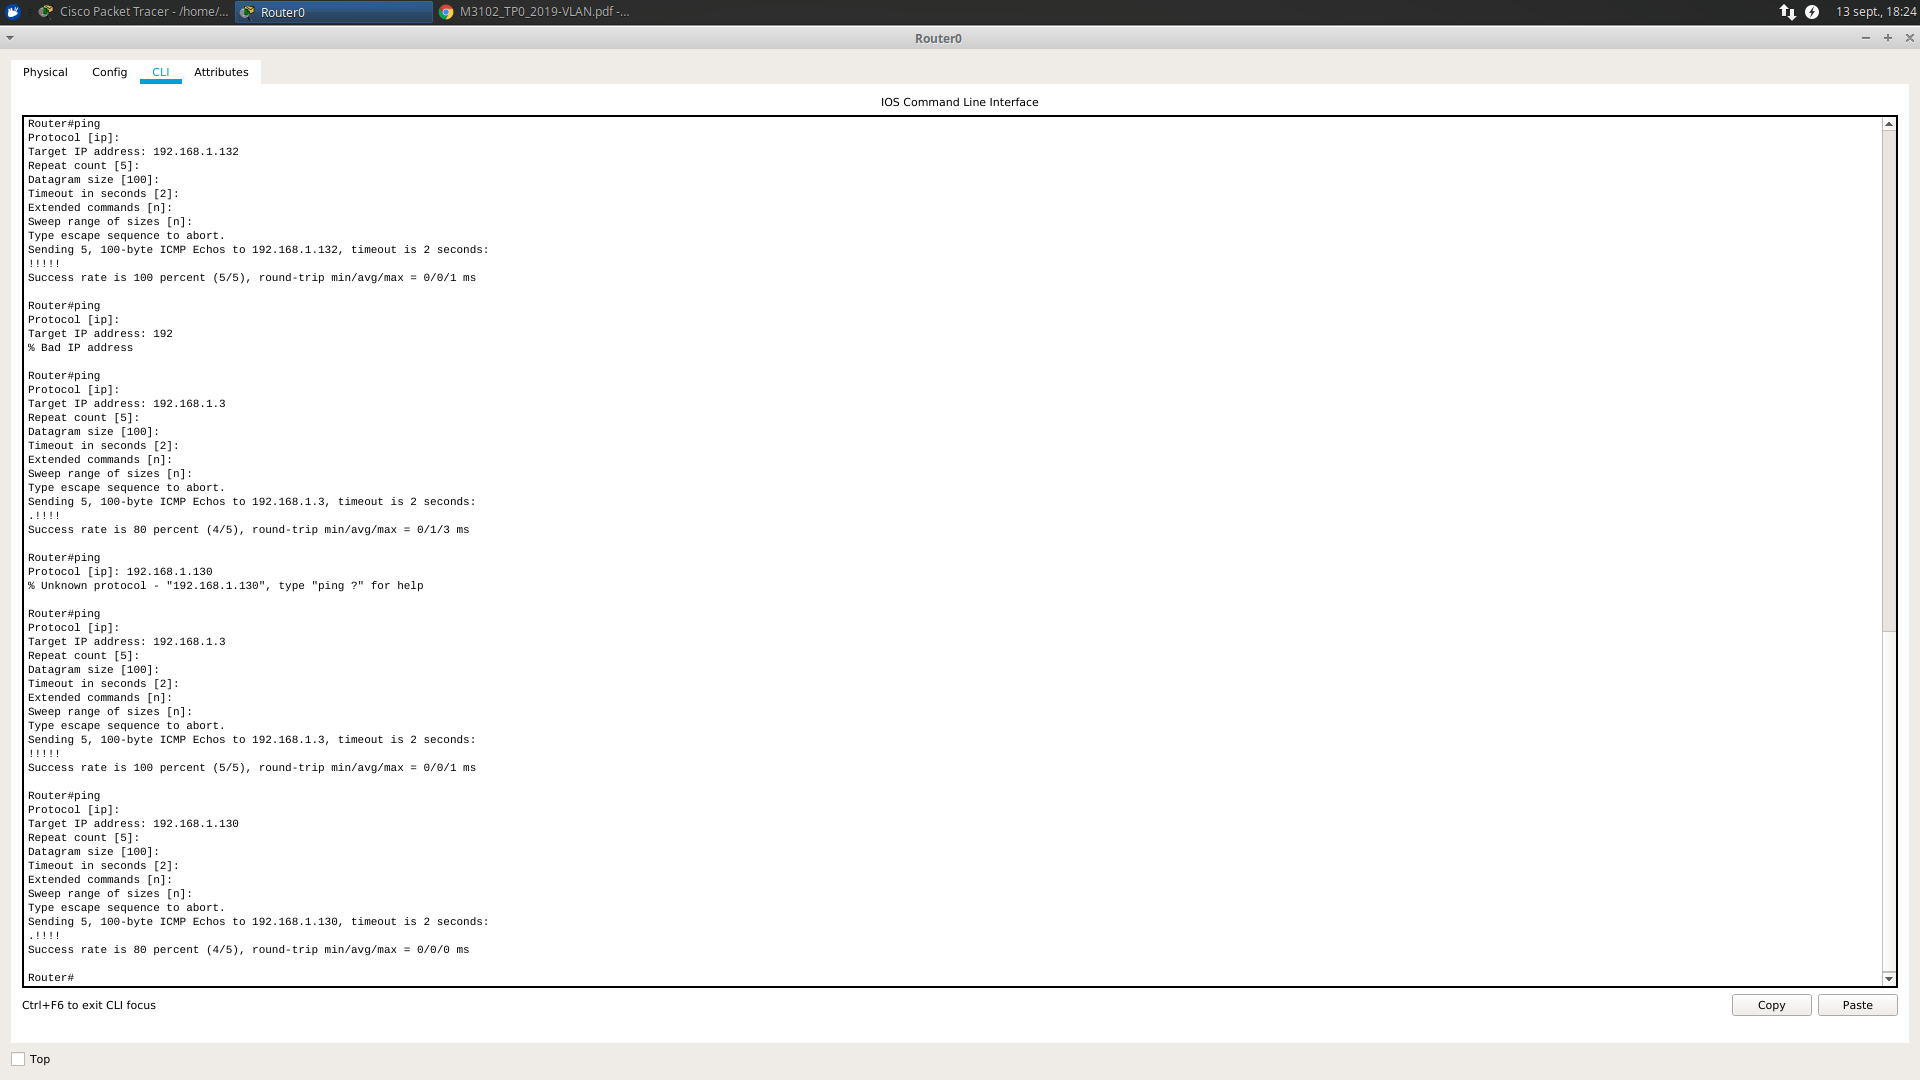 Cisco Packet Tracer - /home/...
Router0
M3102_TP0_2019-VLAN.pdf -...
13 sept., 18:24
Router0
Physical
Config
CLI
Attributes
IOS Command Line Interface
Router#ping
Protocol [ip]:
Target IP address: 192.168.1.132
Repeat count [5]:
Datagram size [100]:
Timeout in seconds [2]:
Extended commands [n]:
Sweep range of sizes [n]:
Type escape sequence to abort.
Sending 5, 100-byte ICMP Echos to 192.168.1.132, timeout is 2 seconds:
!!!!!
Success rate is 100 percent (5/5), round-trip min/avg/max = 0/0/1 ms
Router#ping
Protocol [ip]:
Target IP address: 192
% Bad IP address
Router#ping
Protocol [ip]:
Target IP address: 192.168.1.3
Repeat count [5]:
Datagram size [100]:
Timeout in seconds [2]:
Extended commands [n]:
Sweep range of sizes [n]:
Type escape sequence to abort.
Sending 5, 100-byte ICMP Echos to 192.168.1.3, timeout is 2 seconds:
.!!!!
Success rate is 80 percent (4/5), round-trip min/avg/max = 0/1/3 ms
Router#ping
Protocol [ip]: 192.168.1.130
% Unknown protocol - "192.168.1.130", type "ping ?" for help
Router#ping
Protocol [ip]:
Target IP address: 192.168.1.3
Repeat count [5]:
Datagram size [100]:
Timeout in seconds [2]:
Extended commands [n]:
Sweep range of sizes [n]:
Type escape sequence to abort.
Sending 5, 100-byte ICMP Echos to 192.168.1.3, timeout is 2 seconds:
!!!!!
Success rate is 100 percent (5/5), round-trip min/avg/max = 0/0/1 ms
Router#ping
Protocol [ip]:
Target IP address: 192.168.1.130
Repeat count [5]:
Datagram size [100]:
Timeout in seconds [2]:
Extended commands [n]:
Sweep range of sizes [n]:
Type escape sequence to abort.
Sending 5, 100-byte ICMP Echos to 192.168.1.130, timeout is 2 seconds:
.!!!!
Success rate is 80 percent (4/5), round-trip min/avg/max = 0/0/0 ms
Router#
Ctrl+F6 to exit CLI focus
Copy
Paste
Top